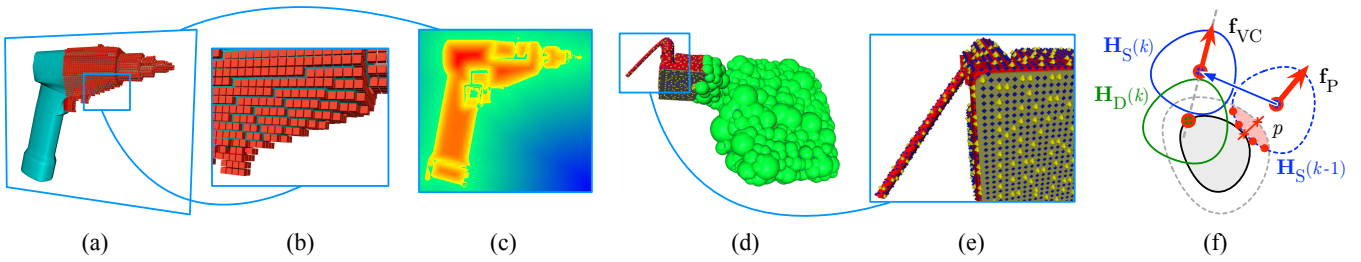 f_VC
H_S(k)
f_P
H_D(k)
p
H_S(k-1)
(a)
(b)
(c)
(d)
(e)
(f)